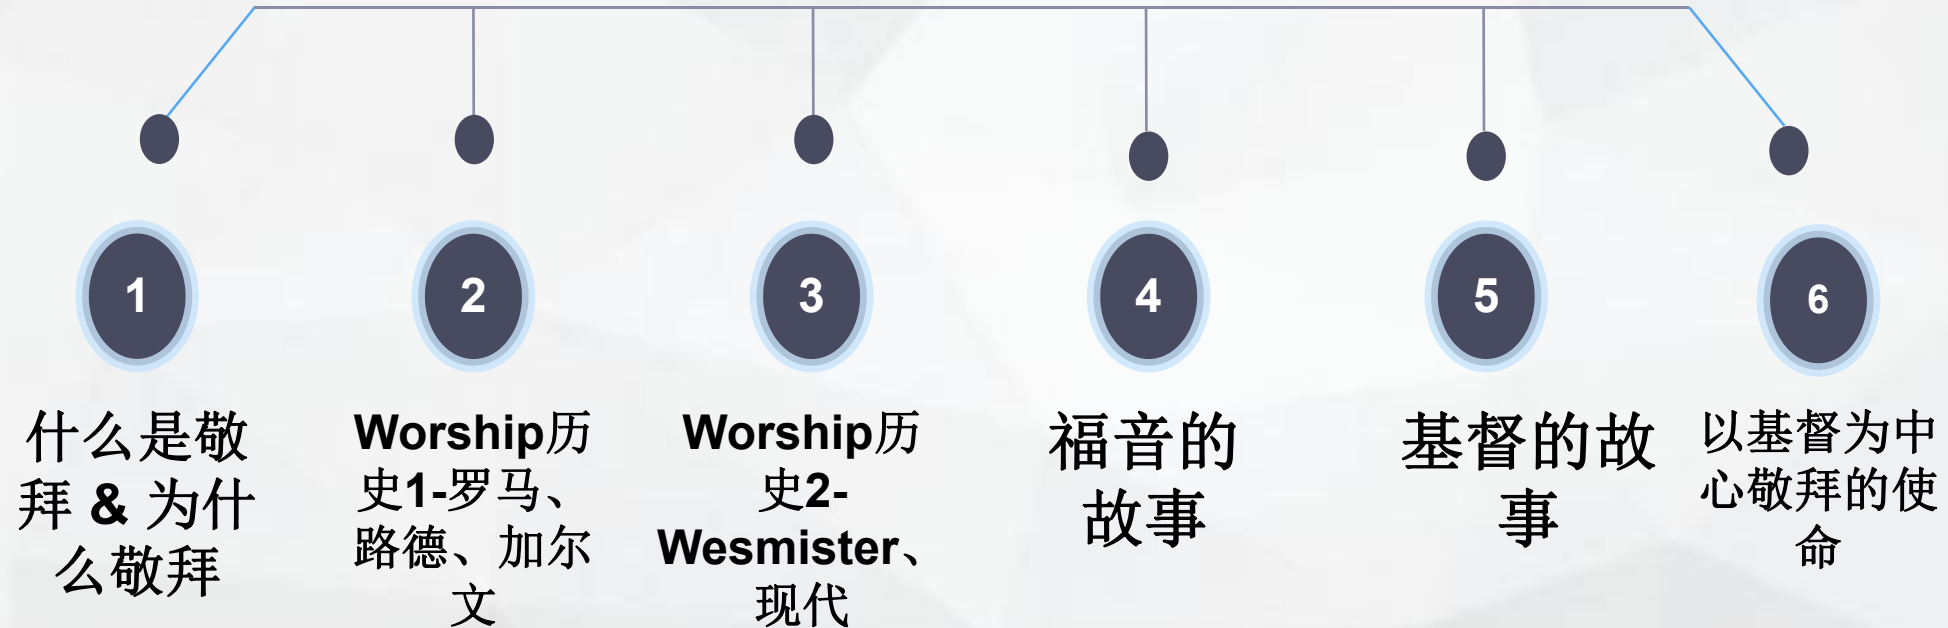 1
什么是敬
拜 & 为什
么敬拜
2
Worship历
史1-罗马、
路德、加尔
文
3
Worship历
史2-
Wesmister、
现代
4
福音的
故事
5
基督的故
事
6
以基督为中
心敬拜的使
命